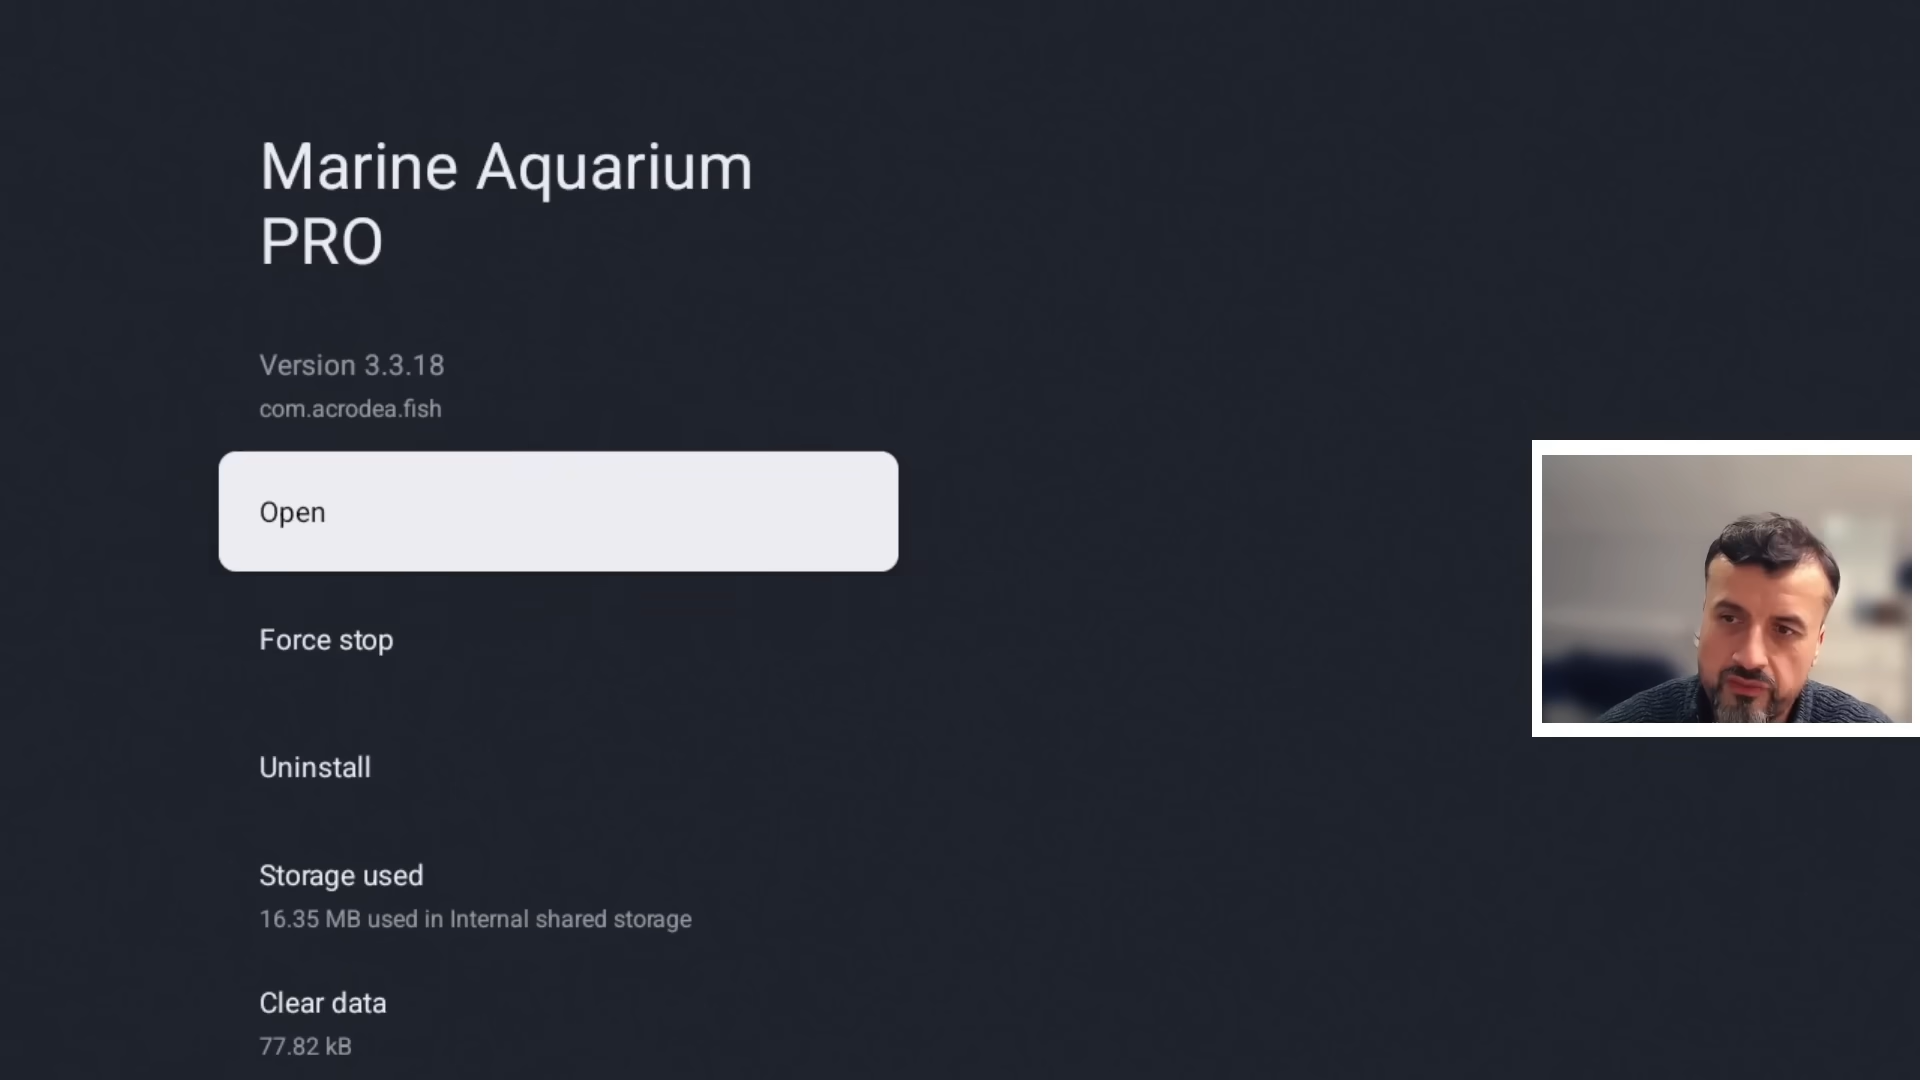 Marine Aquarium
PRO
Version 3.3.18
com.acrodea.fish
Open
Force stop
Uninstall
Storage used
16.35 MB used in Internal shared storage
Clear data
77.82 kB